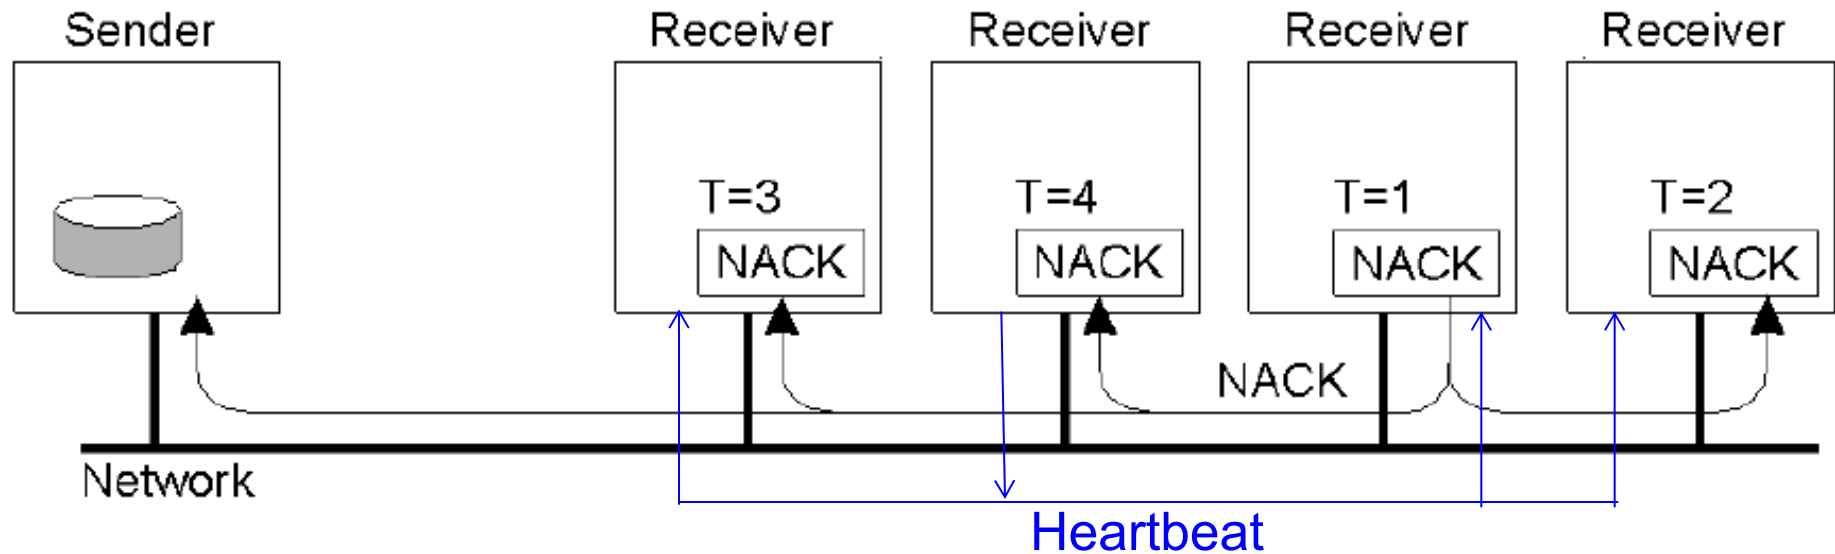 Sender
Receiver
Receiver
Receiver
Receiver
T=3
T=4
T=1
T=2
NACK
NACK
NACK
NACK
NACK
Network
Heartbeat